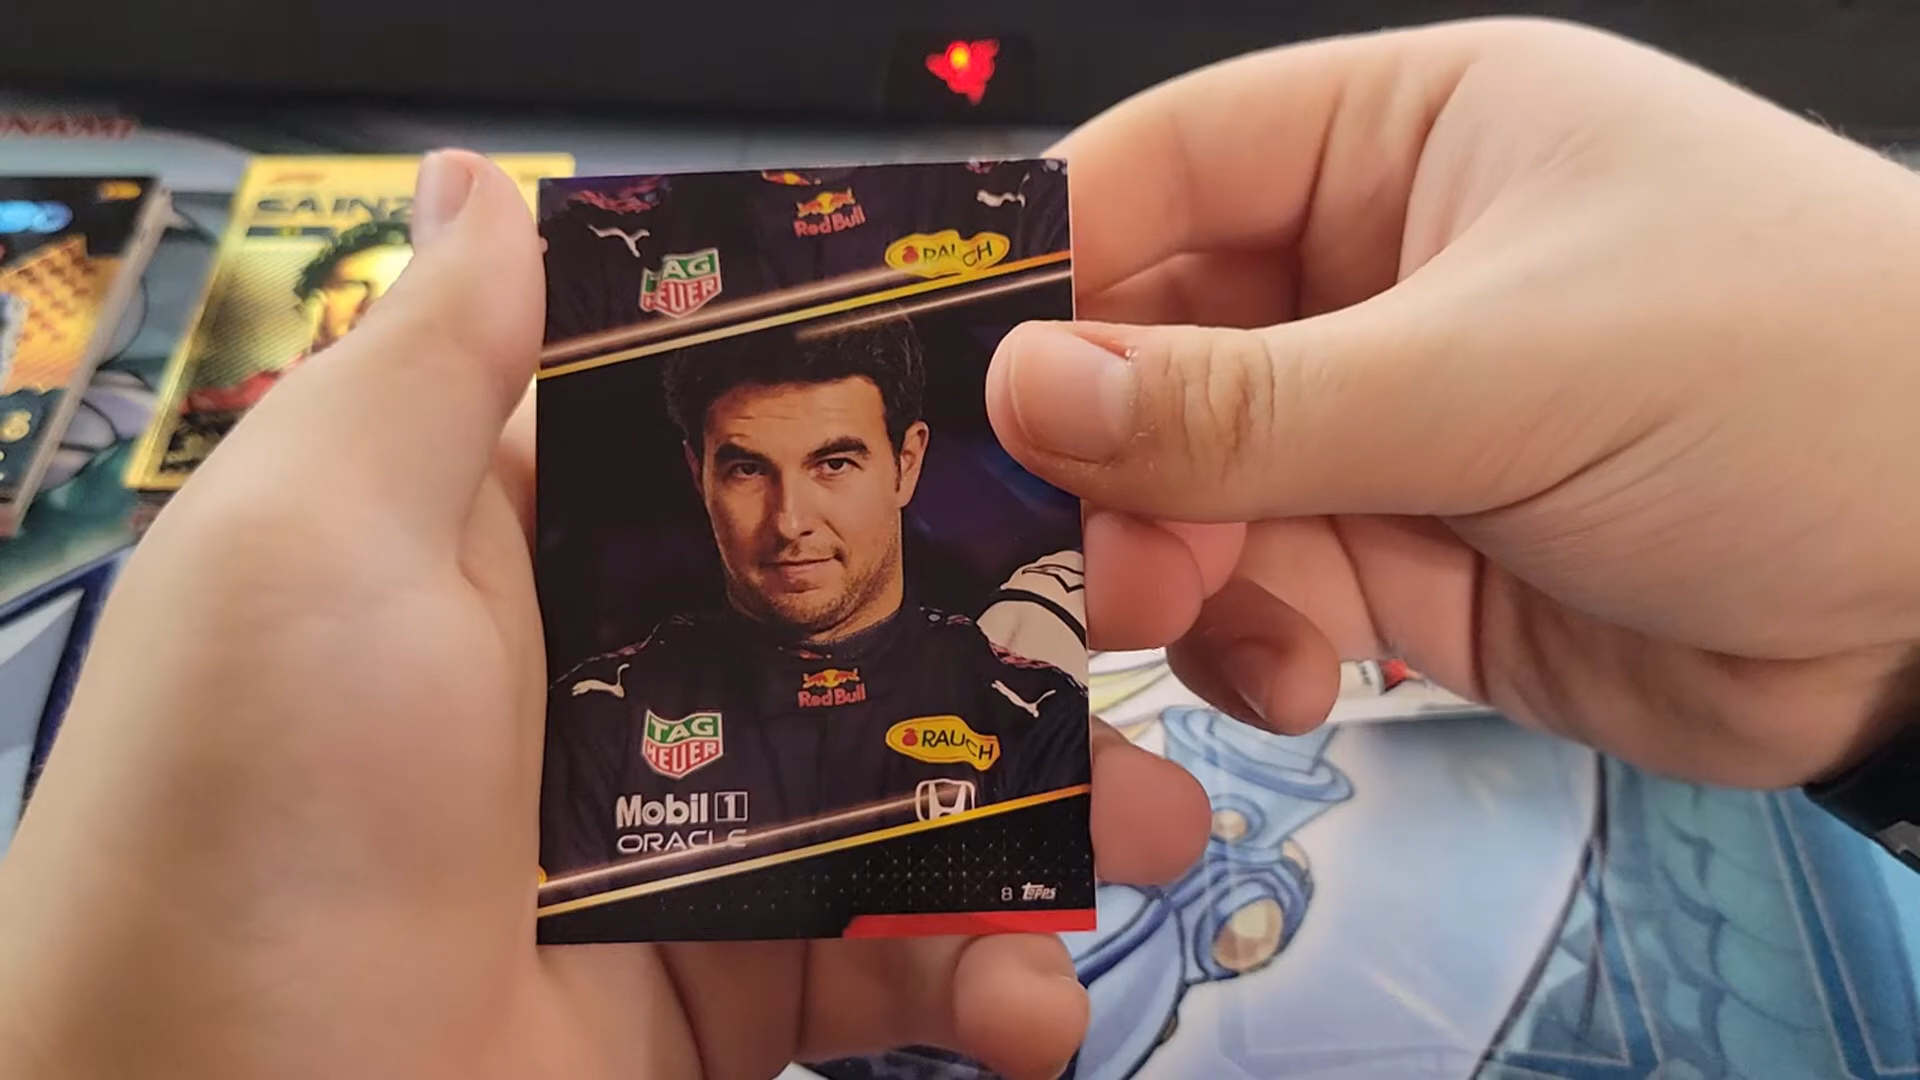 SAINZ
Red Bull
TAG
HEUER
RAUCH
Red Bull
TAG
HEUER
RAUCH
Mobil 1
ORACLE
8 Topps